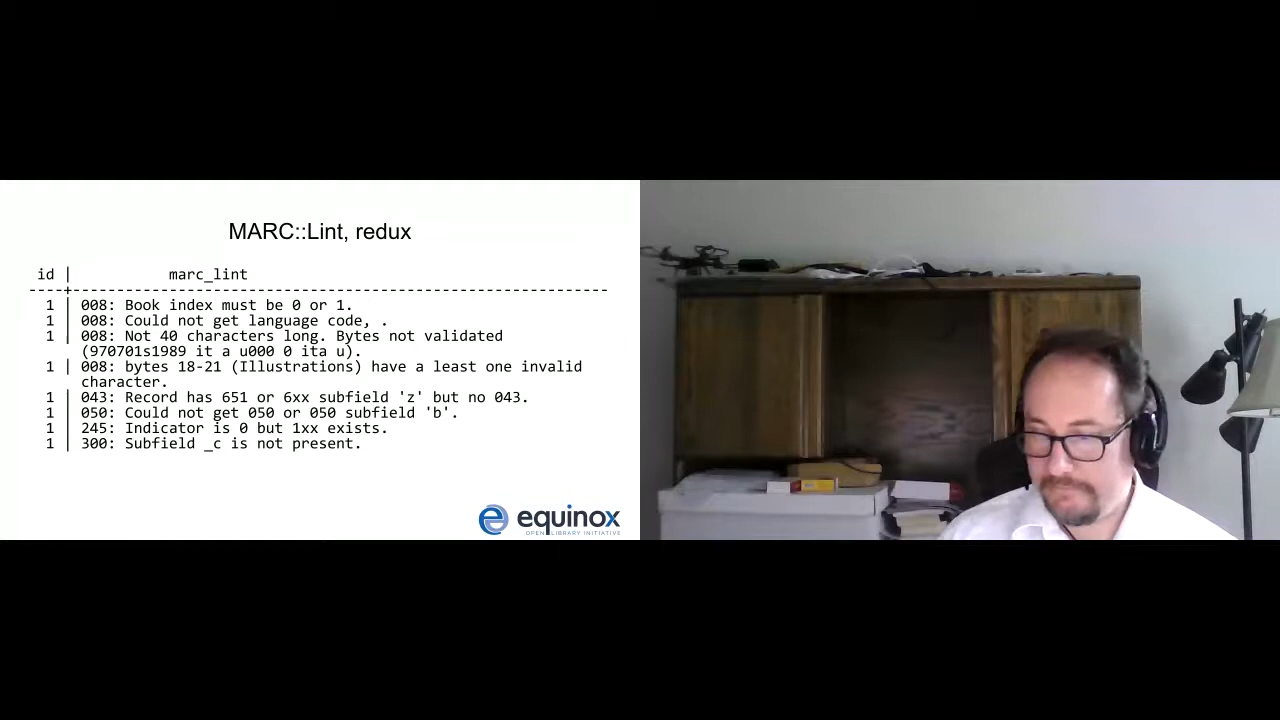 MARC::Lint, redux
id | marc_lint
----+-------------------------------------------------------------
1 | 008: Book index must be 0 or 1.
1 | 008: Could not get language code, .
1 | 008: Not 40 characters long. Bytes not validated
(970701s1989 it a u000 0 ita u).
1 | 008: bytes 18-21 (Illustrations) have a least one invalid
character.
1 | 043: Record has 651 or 6xx subfield 'z' but no 043.
1 | 050: Could not get 050 or 050 subfield 'b'.
1 | 245: Indicator is 0 but 1xx exists.
1 | 300: Subfield _c is not present.
equinox
OPEN LIBRARY INITIATIVE